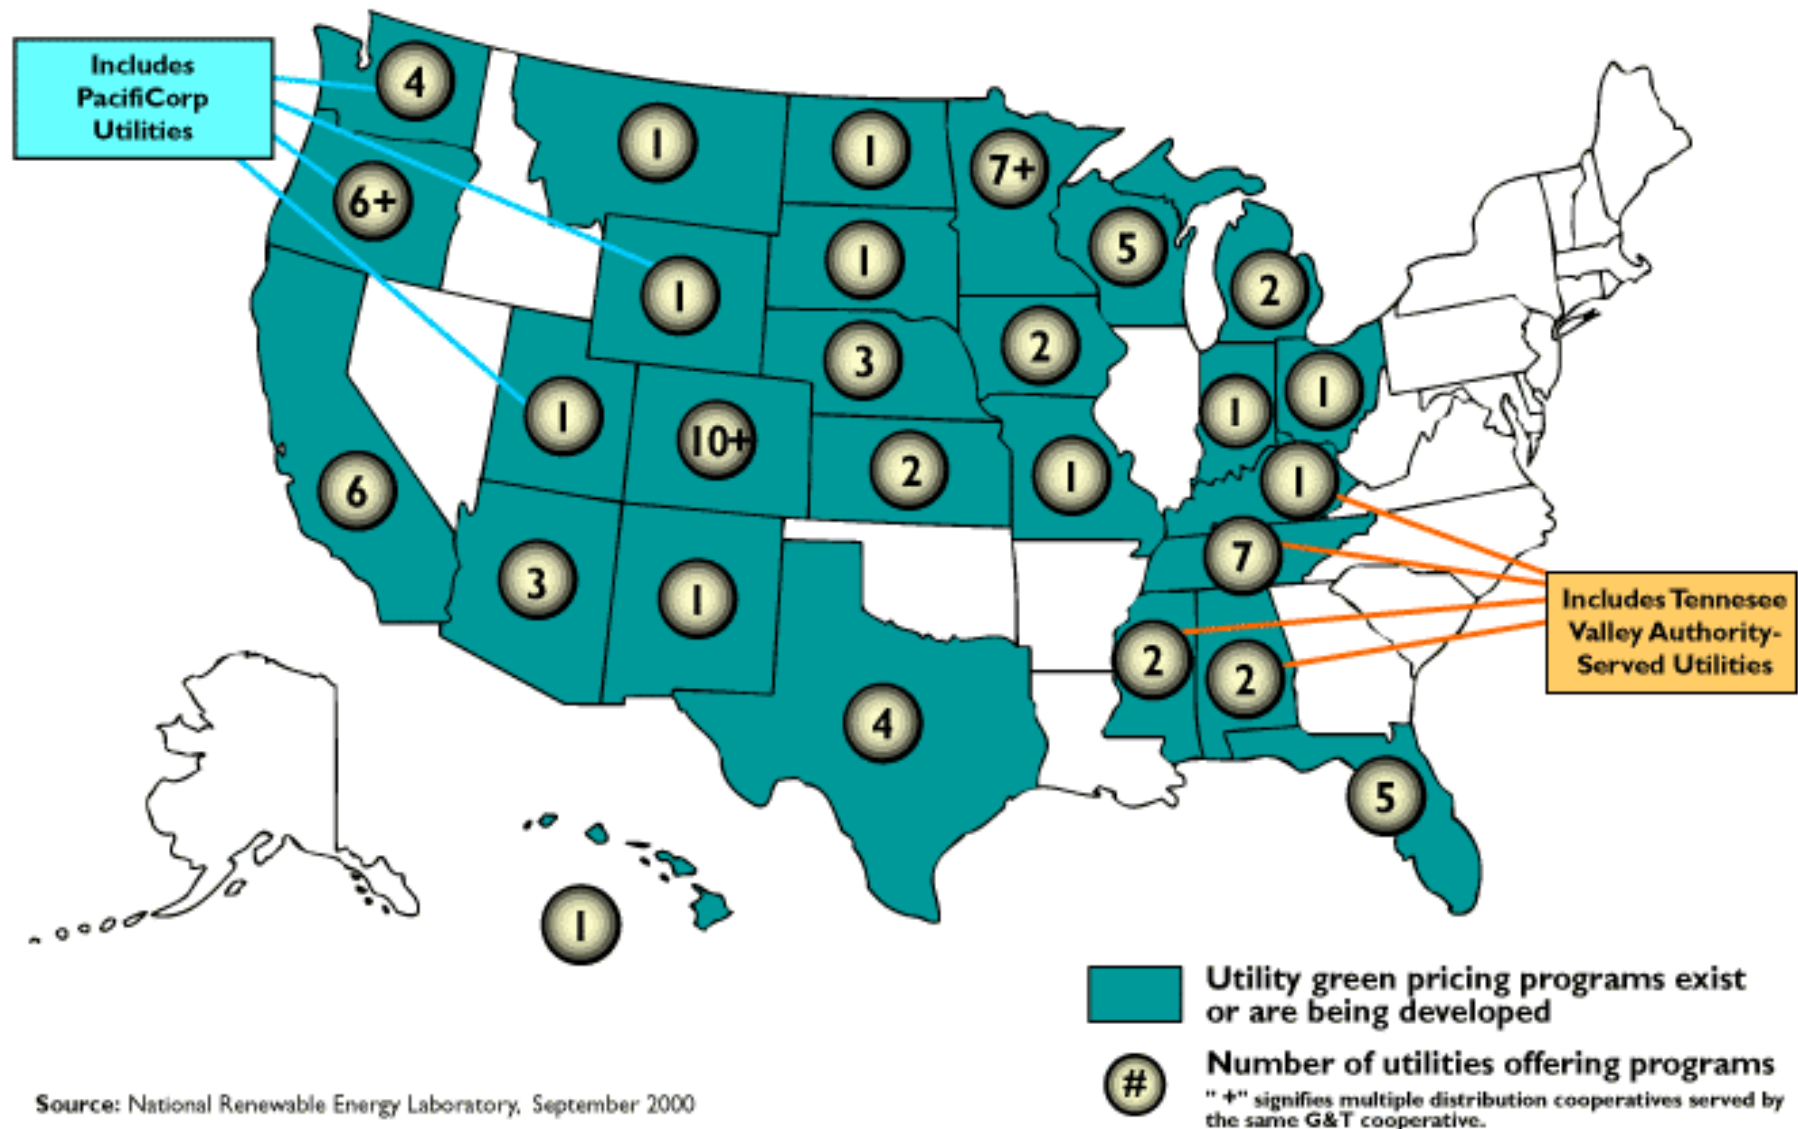 Includes
PacifiCorp
Utilities
4
1
1
7+
6+
5
1
1
2
3
2
1
1
1
10+
2
1
1
6
3
1
7
2
2
4
5
1
Includes Tennesee
Valley Authority-
Served Utilities
Utility green pricing programs exist
or are being developed
#
Number of utilities offering programs
" +" signifies multiple distribution cooperatives served by
the same G&T cooperative.
Source: National Renewable Energy Laboratory, September 2000